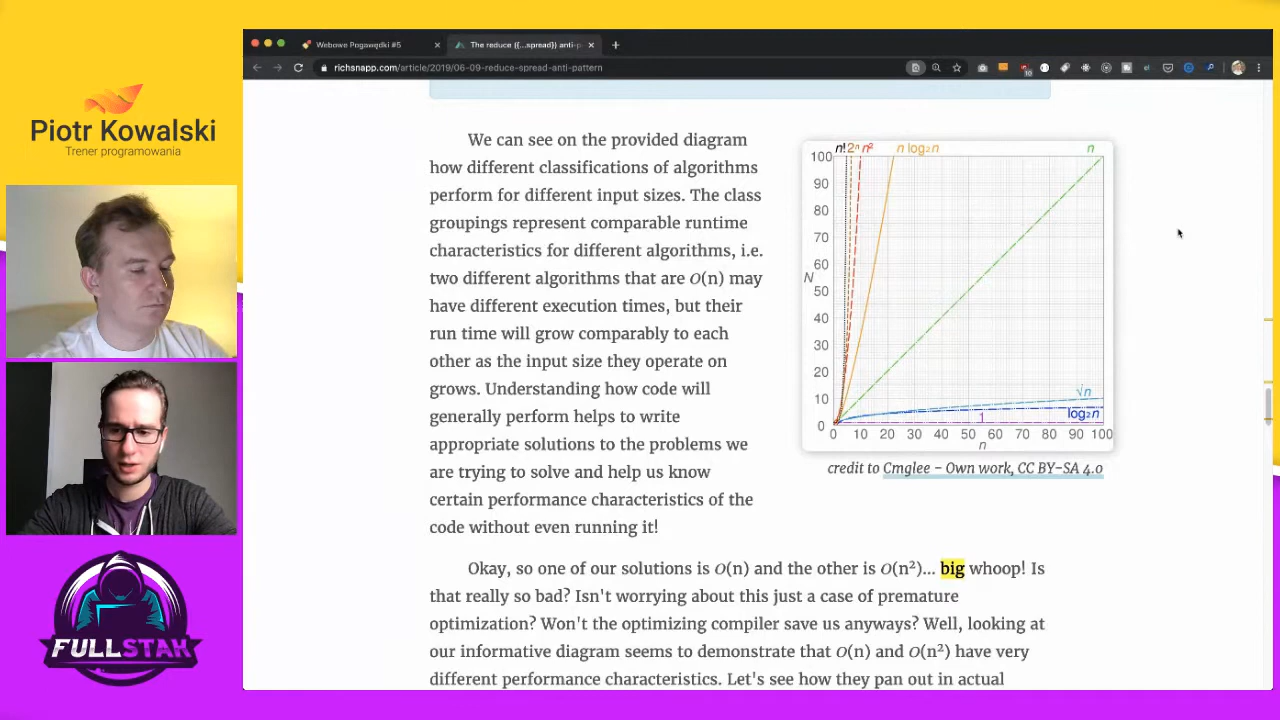 Piotr Kowalski
Trener programowania
FULLSTAK
Webowe Pogawędki #5
The reduce ({...spread}) anti-p
richsnapp.com/article/2019/06-09-reduce-spread-anti-pattern
10
We can see on the provided diagram
how different classifications of algorithms
perform for different input sizes. The class
groupings represent comparable runtime
characteristics for different algorithms, i.e.
two different algorithms that are O(n) may
have different execution times, but their
run time will grow comparably to each
other as the input size they operate on
grows. Understanding how code will
generally perform helps to write
appropriate solutions to the problems we
are trying to solve and help us know
certain performance characteristics of the
code without even running it!
n! 2ⁿ n² n log₂n n
100
90
80
70
60
N
50
40
30
20
10
0
√n
log₂n
1
0 10 20 30 40 50 60 70 80 90 100
n
credit to Cmglee - Own work, CC BY-SA 4.0
Okay, so one of our solutions is O(n) and the other is O(n²)... big whoop! Is
that really so bad? Isn't worrying about this just a case of premature
optimization? Won't the optimizing compiler save us anyways? Well, looking at
our informative diagram seems to demonstrate that O(n) and O(n²) have very
different performance characteristics. Let's see how they pan out in actual